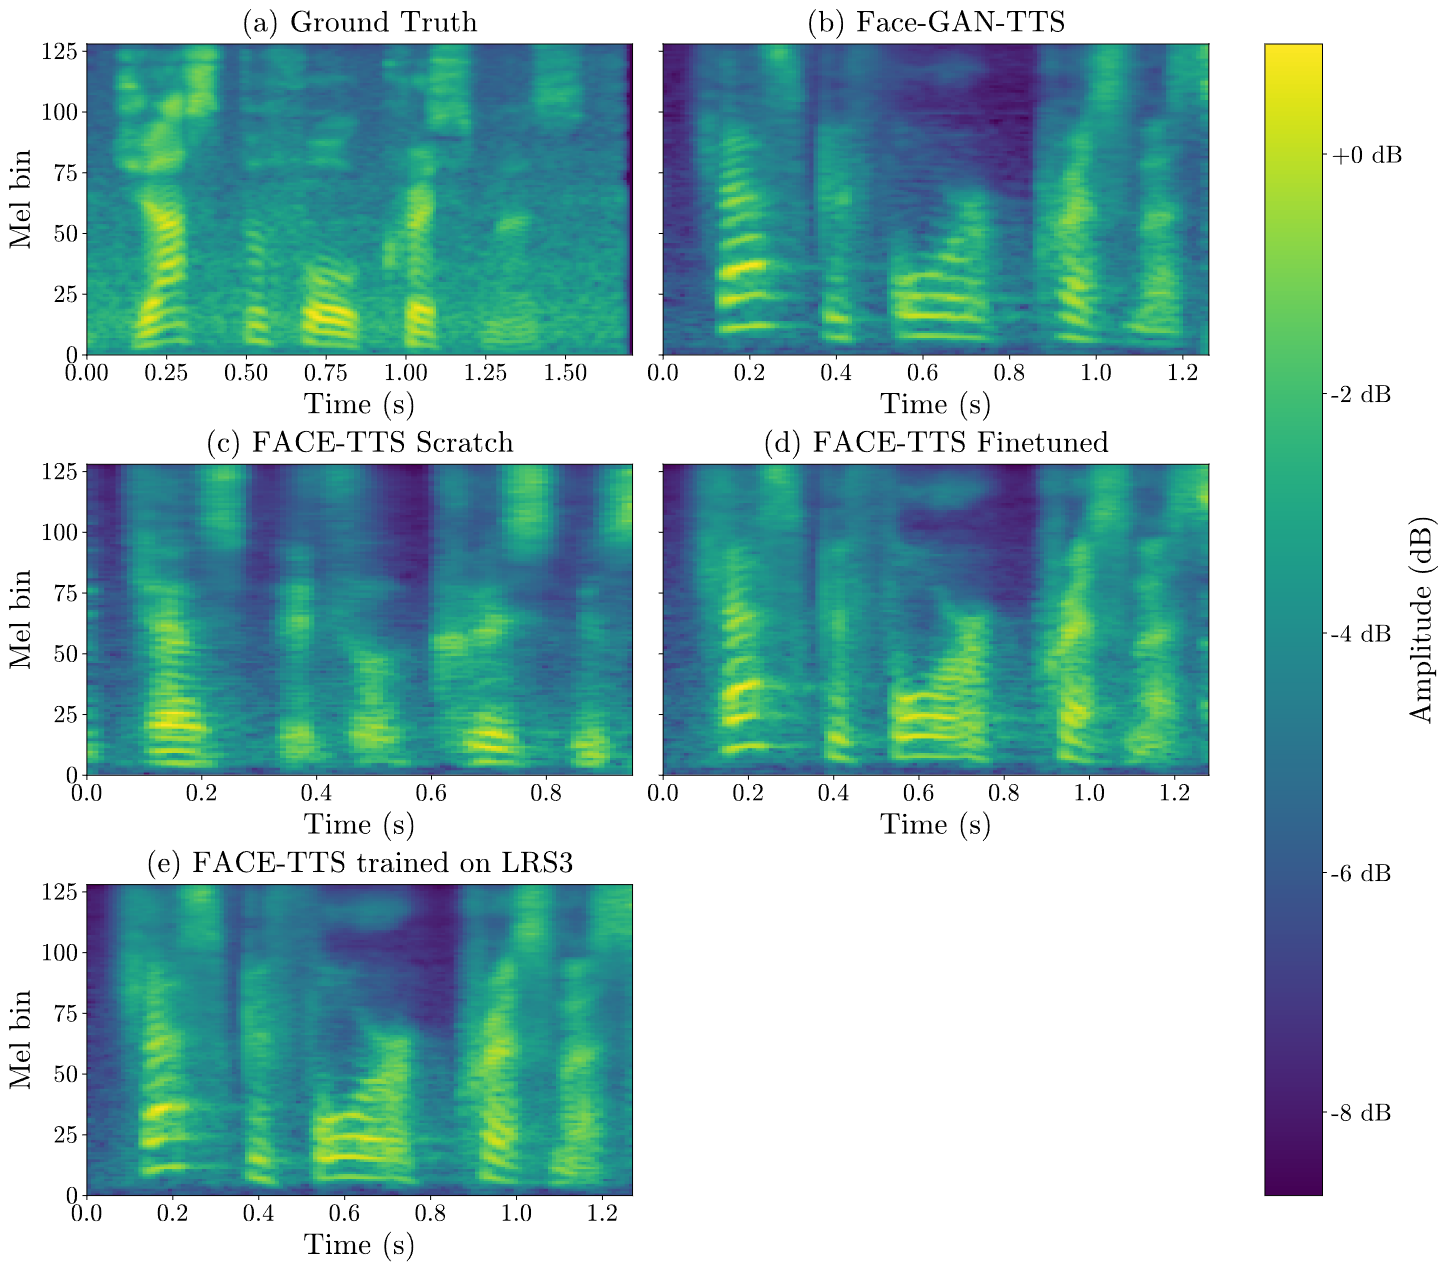 (a) Ground Truth
(b) Face-GAN-TTS
125
100
75
50
25
0
Mel bin
0.00 0.25 0.50 0.75 1.00 1.25 1.50
Time (s)
0.0 0.2 0.4 0.6 0.8 1.0 1.2
Time (s)
(c) FACE-TTS Scratch
(d) FACE-TTS Finetuned
125
100
75
50
25
0
Mel bin
0.0 0.2 0.4 0.6 0.8
Time (s)
0.0 0.2 0.4 0.6 0.8 1.0 1.2
Time (s)
(e) FACE-TTS trained on LRS3
125
100
75
50
25
0
Mel bin
0.0 0.2 0.4 0.6 0.8 1.0 1.2
Time (s)
+0 dB
-2 dB
-4 dB
-6 dB
-8 dB
Amplitude (dB)